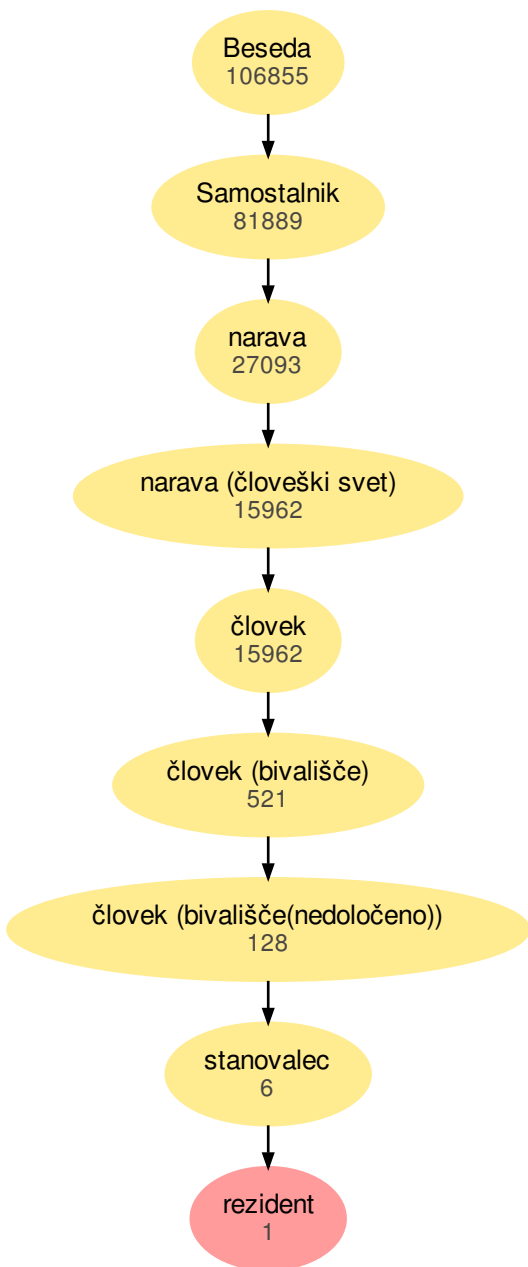 Beseda
106855
Samostalnik
81889
narava
27093
narava (človeški svet)
15962
človek
15962
človek (bivališče)
521
človek (bivališče(nedoločeno))
128
stanovalec
6
rezident
1